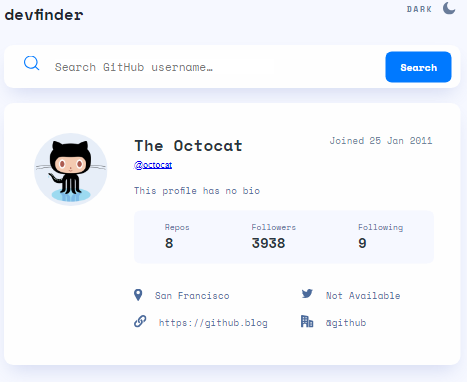 devfinder
DARK
Search GitHub username…
Search
The Octocat
Joined 25 Jan 2011
@octocat
This profile has no bio
Repos Followers Following
8 3938 9
San Francisco Not Available
https://github.blog @github